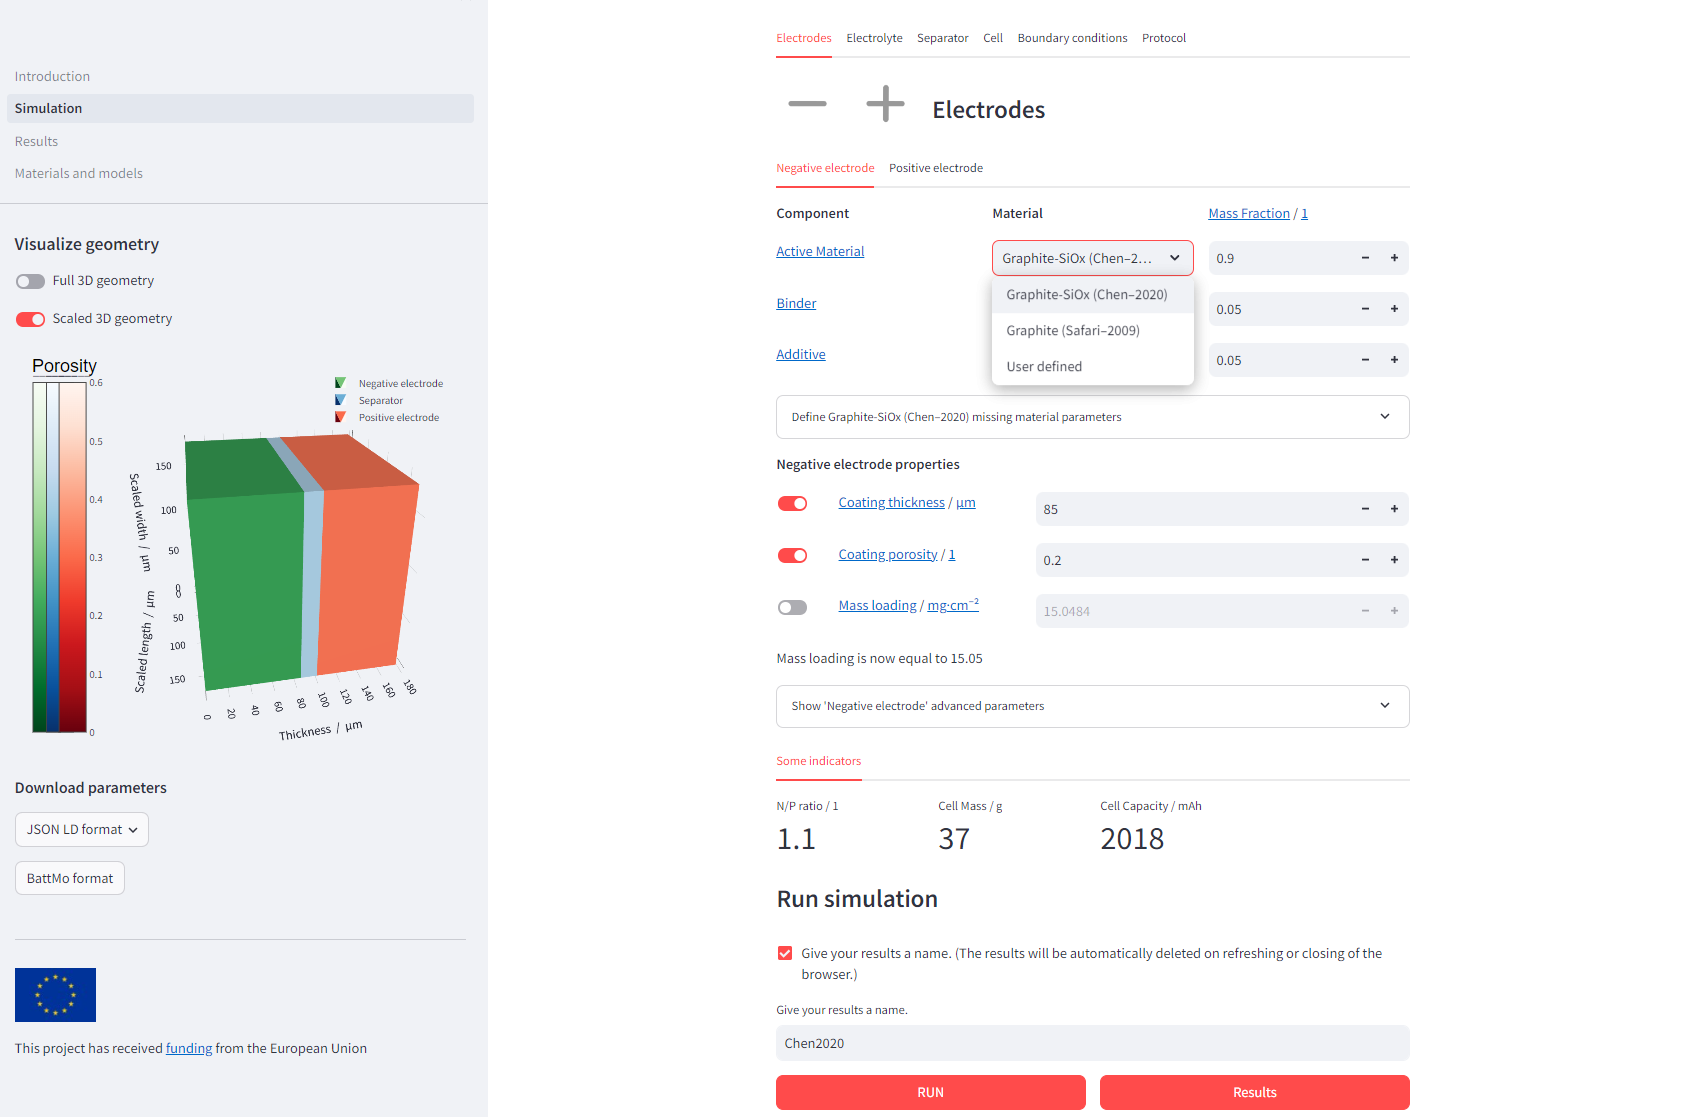 Introduction
Simulation
Results
Materials and models
Visualize geometry
Full 3D geometry
Scaled 3D geometry
Porosity
0.6
0.5
0.4
0.3
0.2
0.1
0
Negative electrode
Separator
Positive electrode
Scaled width / µm
150
100
50
0
Scaled length / µm
0
50
100
150
0
20
40
60
80
100
120
140
160
180
Thickness / µm
Download parameters
JSON LD format
BattMo format
This project has received funding from the European Union
Electrodes Electrolyte Separator Cell Boundary conditions Protocol
Electrodes
Negative electrode Positive electrode
Component Material Mass Fraction / 1
Active Material Graphite-SiOx (Chen–2... 0.9
Graphite-SiOx (Chen–2020)
Binder 0.05
Graphite (Safari–2009)
Additive 0.05
User defined
Define Graphite-SiOx (Chen–2020) missing material parameters
Negative electrode properties
Coating thickness / µm 85
Coating porosity / 1 0.2
Mass loading / mg·cm⁻² 15.0484
Mass loading is now equal to 15.05
Show 'Negative electrode' advanced parameters
Some indicators
N/P ratio / 1 Cell Mass / g Cell Capacity / mAh
1.1 37 2018
Run simulation
Give your results a name. (The results will be automatically deleted on refreshing or closing of the
browser.)
Give your results a name.
Chen2020
RUN Results